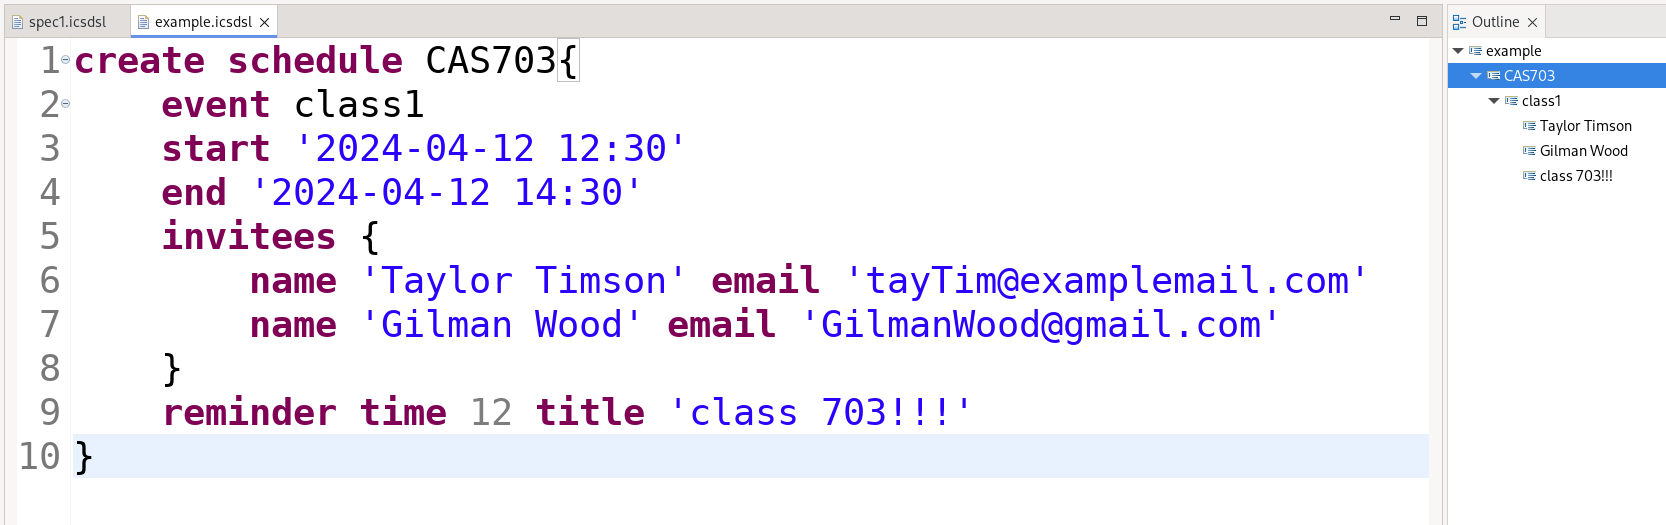 spec1.icsdsl example.icsdsl Outline
1 create schedule CAS703{
2 event class1
3 start '2024-04-12 12:30'
4 end '2024-04-12 14:30'
5 invitees {
6 name 'Taylor Timson' email 'tayTim@examplemail.com'
7 name 'Gilman Wood' email 'GilmanWood@gmail.com'
8 }
9 reminder time 12 title 'class 703!!!'
10 }
example
CAS703
class1
Taylor Timson
Gilman Wood
class 703!!!